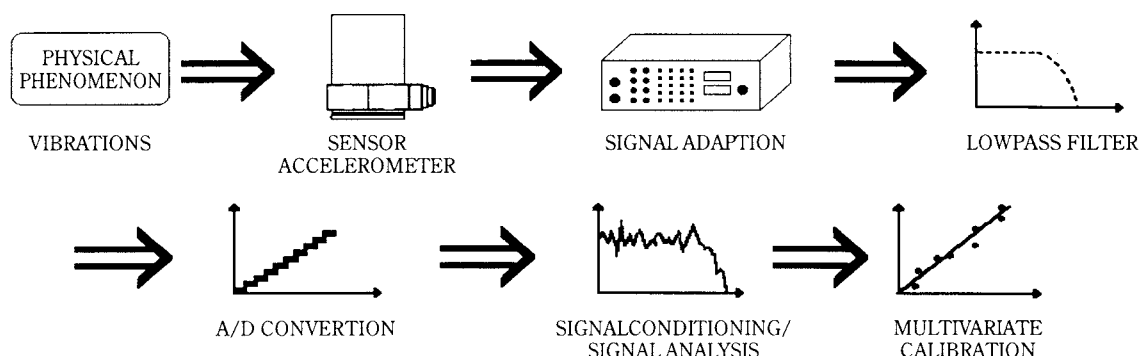 PHYSICAL
PHENOMENON
VIBRATIONS
SENSOR
ACCELEROMETER
SIGNAL ADAPTION
LOWPASS FILTER
A/D CONVERTION
SIGNALCONDITIONING/
SIGNAL ANALYSIS
MULTIVARIATE
CALIBRATION